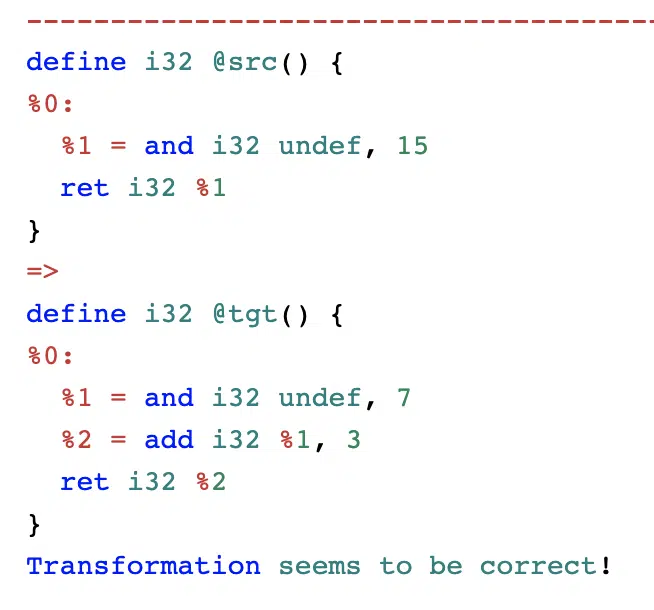 ----------------------------------------
define i32 @src() {
%0:
  %1 = and i32 undef, 15
  ret i32 %1
}
=>
define i32 @tgt() {
%0:
  %1 = and i32 undef, 7
  %2 = add i32 %1, 3
  ret i32 %2
}
Transformation seems to be correct!